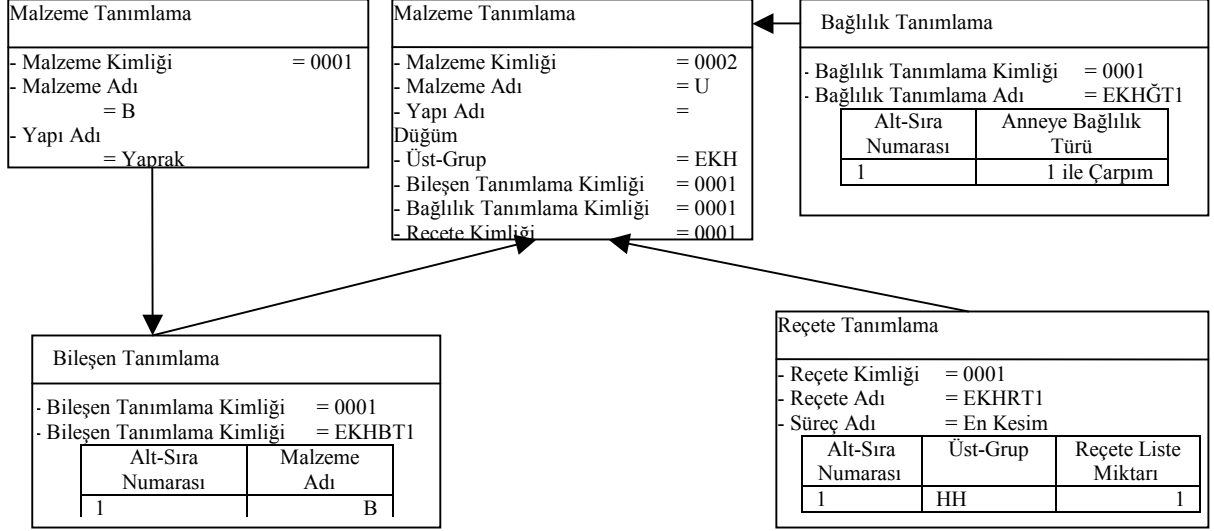 Malzeme Tanımlama
- Malzeme Kimliği = 0001
- Malzeme Adı
= B
- Yapı Adı
= Yaprak
Malzeme Tanımlama
- Malzeme Kimliği = 0002
- Malzeme Adı = U
- Yapı Adı =
Düğüm
- Üst-Grup = EKH
- Bileşen Tanımlama Kimliği = 0001
- Bağlılık Tanımlama Kimliği = 0001
- Reçete Kimliği = 0001
Bağlılık Tanımlama
- Bağlılık Tanımlama Kimliği = 0001
- Bağlılık Tanımlama Adı = EKHĞT1
Alt-Sıra Anneye Bağlılık
Numarası Türü
1 1 ile Çarpım
Bileşen Tanımlama
- Bileşen Tanımlama Kimliği = 0001
- Bileşen Tanımlama Kimliği = EKHBT1
Alt-Sıra Malzeme
Numarası Adı
1 B
Reçete Tanımlama
- Reçete Kimliği = 0001
- Reçete Adı = EKHRT1
- Süreç Adı = En Kesim
Alt-Sıra Üst-Grup Reçete Liste
Numarası Miktarı
1 HH 1